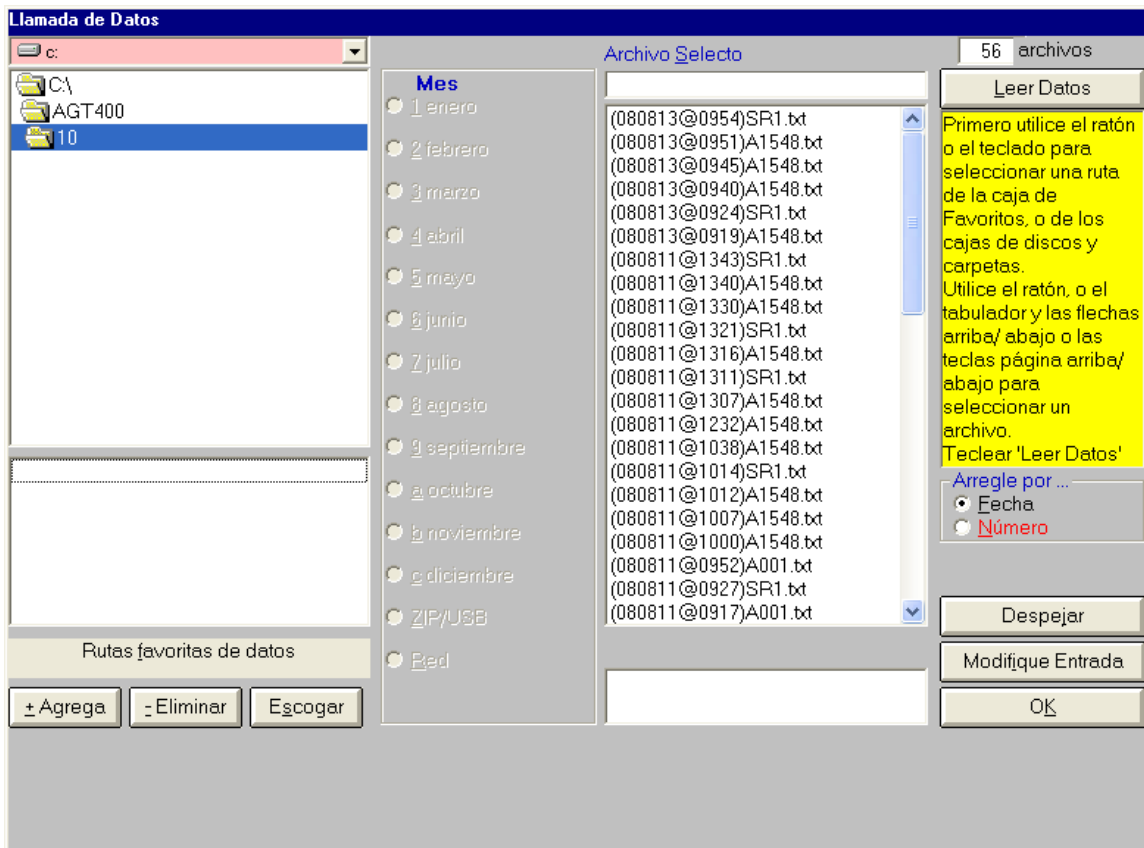 Llamada de Datos
c:
C:\
AGT400
10
Rutas favoritas de datos
+ Agrega
- Eliminar
Escogar
Mes
1 enero
2 febrero
3 marzo
4 abril
5 mayo
6 junio
7 julio
8 agosto
9 septiembre
a octubre
b noviembre
c diciembre
ZIP/USB
Red
Archivo Selecto
(080813@0954)SR1.txt
(080813@0951)A1548.txt
(080813@0945)A1548.txt
(080813@0940)A1548.txt
(080813@0924)SR1.txt
(080813@0919)A1548.txt
(080811@1343)SR1.txt
(080811@1340)A1548.txt
(080811@1330)A1548.txt
(080811@1321)SR1.txt
(080811@1316)A1548.txt
(080811@1311)SR1.txt
(080811@1307)A1548.txt
(080811@1232)A1548.txt
(080811@1038)A1548.txt
(080811@1014)SR1.txt
(080811@1012)A1548.txt
(080811@1007)A1548.txt
(080811@1000)A1548.txt
(080811@0952)A001.txt
(080811@0927)SR1.txt
(080811@0917)A001.txt
56 archivos
Leer Datos
Primero utilice el ratón
o el teclado para
seleccionar una ruta
de la caja de
Favoritos, o de los
cajas de discos y
carpetas.
Utilice el ratón, o el
tabulador y las flechas
arriba/ abajo o las
teclas página arriba/
abajo para
seleccionar un
archivo.
Teclear 'Leer Datos'
Arregle por ...
Fecha
Número
Despejar
Modifique Entrada
OK